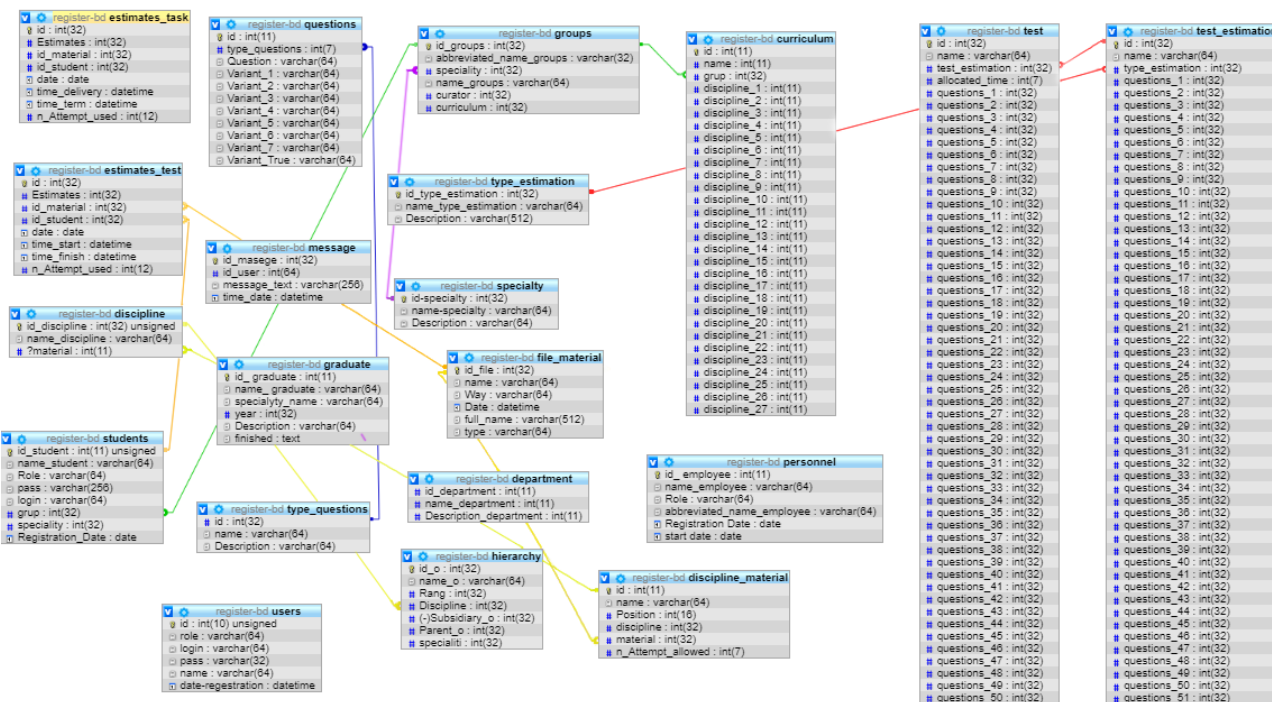 register-bd estimates_task
id : int(32)
Estimates : int(32)
id_material : int(32)
id_student : int(32)
date : date
time_delivery : datetime
time_term : datetime
n_Attempt_used : int(12)
register-bd questions
id : int(11)
type_questions : int(7)
Question : varchar(64)
Variant_1 : varchar(64)
Variant_2 : varchar(64)
Variant_3 : varchar(64)
Variant_4 : varchar(64)
Variant_5 : varchar(64)
Variant_6 : varchar(64)
Variant_7 : varchar(64)
Variant_True : varchar(64)
register-bd groups
id_groups : int(32)
abbreviated_name_groups : varchar(32)
speciality : int(32)
name_groups : varchar(64)
curator : int(32)
curriculum : int(32)
register-bd curriculum
id : int(11)
name : int(11)
grup : int(32)
discipline_1 : int(11)
discipline_2 : int(11)
discipline_3 : int(11)
discipline_4 : int(11)
discipline_5 : int(11)
discipline_6 : int(11)
discipline_7 : int(11)
discipline_8 : int(11)
discipline_9 : int(11)
discipline_10 : int(11)
discipline_11 : int(11)
discipline_12 : int(11)
discipline_13 : int(11)
discipline_14 : int(11)
discipline_15 : int(11)
discipline_16 : int(11)
discipline_17 : int(11)
discipline_18 : int(11)
discipline_19 : int(11)
discipline_20 : int(11)
discipline_21 : int(11)
discipline_22 : int(11)
discipline_23 : int(11)
discipline_24 : int(11)
discipline_25 : int(11)
discipline_26 : int(11)
discipline_27 : int(11)
register-bd test
id : int(32)
name : varchar(64)
test_estimation : int(32)
allocated_time : int(7)
questions_1 : int(32)
questions_2 : int(32)
questions_3 : int(32)
questions_4 : int(32)
questions_5 : int(32)
questions_6 : int(32)
questions_7 : int(32)
questions_8 : int(32)
questions_9 : int(32)
questions_10 : int(32)
questions_11 : int(32)
questions_12 : int(32)
questions_13 : int(32)
questions_14 : int(32)
questions_15 : int(32)
questions_16 : int(32)
questions_17 : int(32)
questions_18 : int(32)
questions_19 : int(32)
questions_20 : int(32)
questions_21 : int(32)
questions_22 : int(32)
questions_23 : int(32)
questions_24 : int(32)
questions_25 : int(32)
questions_26 : int(32)
questions_27 : int(32)
questions_28 : int(32)
questions_29 : int(32)
questions_30 : int(32)
questions_31 : int(32)
questions_32 : int(32)
questions_33 : int(32)
questions_34 : int(32)
questions_35 : int(32)
questions_36 : int(32)
questions_37 : int(32)
questions_38 : int(32)
questions_39 : int(32)
questions_40 : int(32)
questions_41 : int(32)
questions_42 : int(32)
questions_43 : int(32)
questions_44 : int(32)
questions_45 : int(32)
questions_46 : int(32)
questions_47 : int(32)
questions_48 : int(32)
questions_49 : int(32)
questions_50 : int(32)
register-bd test_estimation
id : int(32)
name : varchar(64)
type_estimation : int(32)
questions_1 : int(32)
questions_2 : int(32)
questions_3 : int(32)
questions_4 : int(32)
questions_5 : int(32)
questions_6 : int(32)
questions_7 : int(32)
questions_8 : int(32)
questions_9 : int(32)
questions_10 : int(32)
questions_11 : int(32)
questions_12 : int(32)
questions_13 : int(32)
questions_14 : int(32)
questions_15 : int(32)
questions_16 : int(32)
questions_17 : int(32)
questions_18 : int(32)
questions_19 : int(32)
questions_20 : int(32)
questions_21 : int(32)
questions_22 : int(32)
questions_23 : int(32)
questions_24 : int(32)
questions_25 : int(32)
questions_26 : int(32)
questions_27 : int(32)
questions_28 : int(32)
questions_29 : int(32)
questions_30 : int(32)
questions_31 : int(32)
questions_32 : int(32)
questions_33 : int(32)
questions_34 : int(32)
questions_35 : int(32)
questions_36 : int(32)
questions_37 : int(32)
questions_38 : int(32)
questions_39 : int(32)
questions_40 : int(32)
questions_41 : int(32)
questions_42 : int(32)
questions_43 : int(32)
questions_44 : int(32)
questions_45 : int(32)
questions_46 : int(32)
questions_47 : int(32)
questions_48 : int(32)
questions_49 : int(32)
questions_50 : int(32)
questions_51 : int(32)
register-bd estimates_test
id : int(32)
Estimates : int(32)
id_material : int(32)
id_student : int(32)
date : date
time_start : datetime
time_finish : datetime
n_Attempt_used : int(12)
register-bd type_estimation
id_type_estimation : int(32)
name_type_estimation : varchar(64)
Description : varchar(512)
register-bd message
id_masege : int(32)
id_user : int(64)
message_text : varchar(256)
time_date : datetime
register-bd specialty
id-specialty : int(32)
name-specialty : varchar(64)
Description : varchar(64)
register-bd discipline
id_discipline : int(32) unsigned
name_discipline : varchar(64)
?material : int(11)
register-bd graduate
id_ graduate : int(11)
name_ graduate : varchar(64)
specialyty_name : varchar(64)
year : int(32)
Description : varchar(64)
finished : text
register-bd file_material
id_file : int(32)
name : varchar(64)
Way : varchar(64)
Date : datetime
full_name : varchar(512)
type : varchar(64)
register-bd students
id_student : int(11) unsigned
name_student : varchar(64)
Role : varchar(64)
pass : varchar(256)
login : varchar(64)
grup : int(32)
speciality : int(32)
Registration_Date : date
register-bd department
id_department : int(11)
name_department : int(11)
Description_department : int(11)
register-bd personnel
id_ employee : int(11)
name_employee : varchar(64)
Role : varchar(64)
abbreviated_name_employee : varchar(64)
Registration Date : date
start date : date
register-bd type_questions
id : int(32)
name : varchar(64)
Description : varchar(64)
register-bd hierarchy
id_o : int(32)
name_o : varchar(64)
Rang : int(32)
Discipline : int(32)
(-)Subsidiary_o : int(32)
Parent_o : int(32)
specialiti : int(32)
register-bd discipline_material
id : int(11)
name : varchar(64)
Position : int(16)
discipline : int(32)
material : int(32)
n_Attempt_allowed : int(7)
register-bd users
id : int(10) unsigned
role : varchar(64)
login : varchar(64)
pass : varchar(32)
name : varchar(64)
date-regestration : datetime